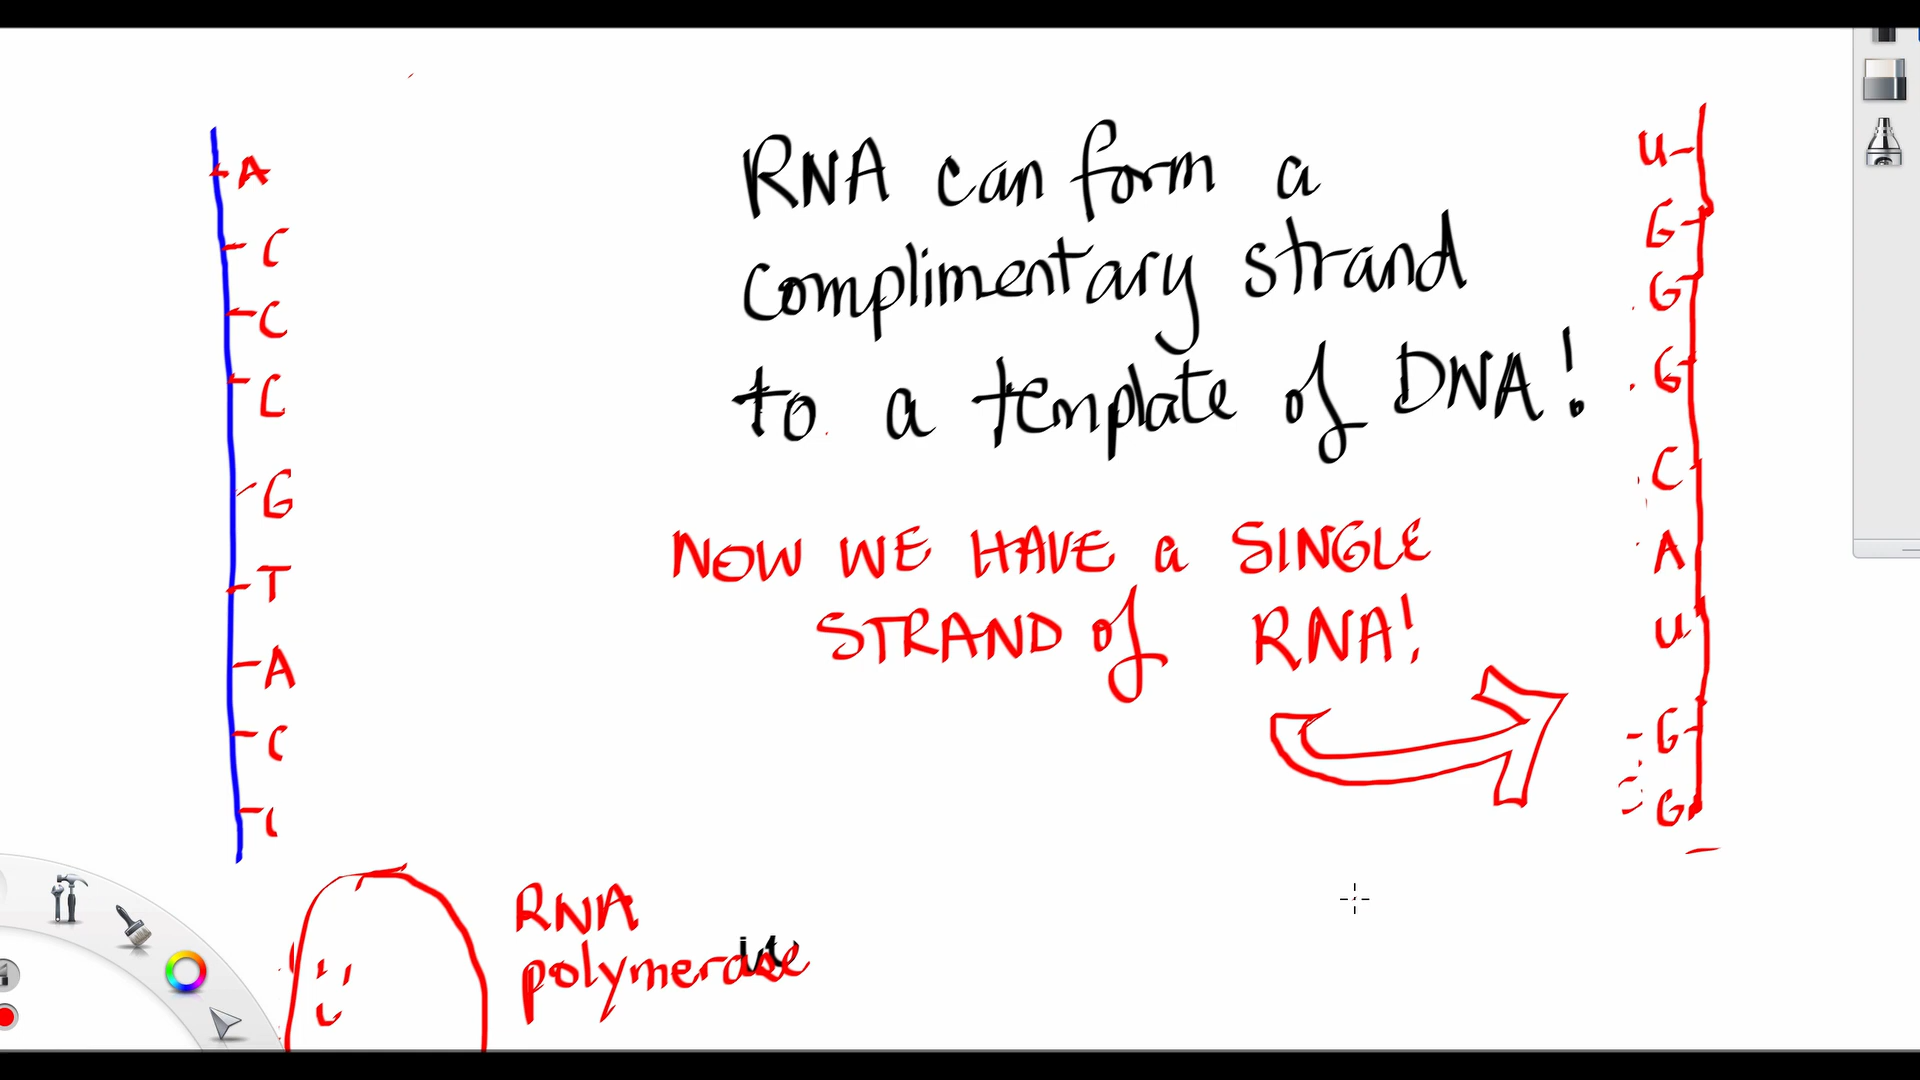 A
C
C
C
G
T
A
C
C
RNA can form a
complimentary strand
to a template of DNA!
NOW WE HAVE a SINGLE
STRAND of RNA!
U
G
G
G
C
A
U
G
G
RNA
polymerase